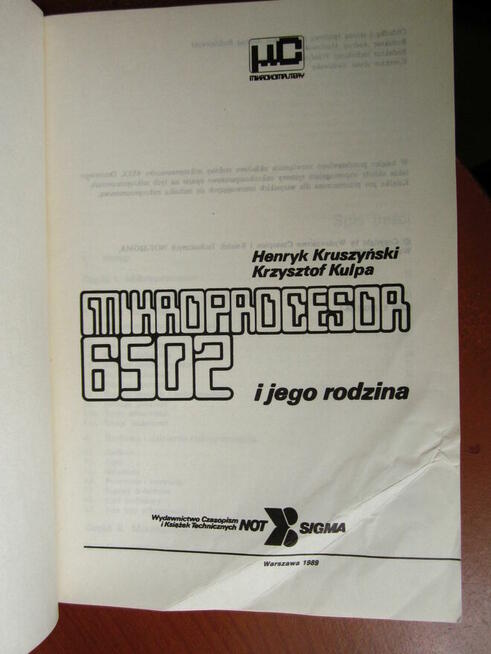 μC
MIKROKOMPUTERY
Henryk Kruszyński
Krzysztof Kulpa
MIKROPROCESOR
6502
i jego rodzina
Wydawnictwo Czasopism
i Książek Technicznych
NOT SIGMA
Warszawa 1989